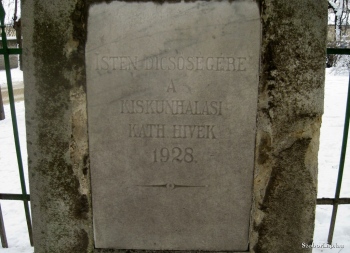 ISTEN DICSŐSÉGÉRE
A
KISKUNHALASI
KATH HIVEK
1928.